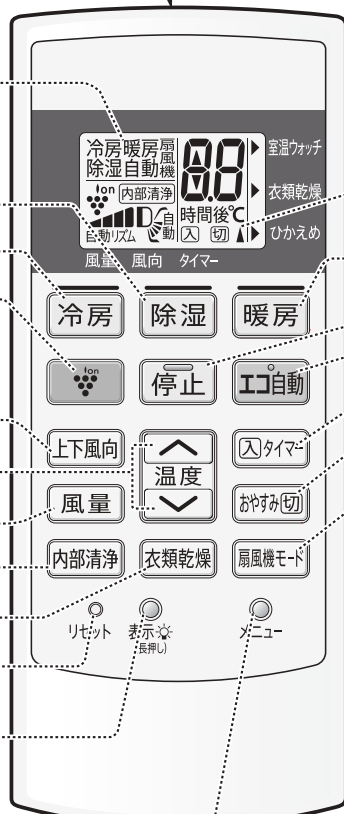 冷房暖房扇風機 88 室温ウォッチ
除湿自動
ion 内部清浄 衣類乾燥
時間後℃
自動リズム 自動 入 切 ひかえめ
風量 風向 タイマー
冷房 除湿 暖房
ion 停止 エコ自動
上下風向 温度 入タイマー
風量 おやすみ切
内部清浄 衣類乾燥 扇風機モード
リセット 表示 メニュー
(長押し)